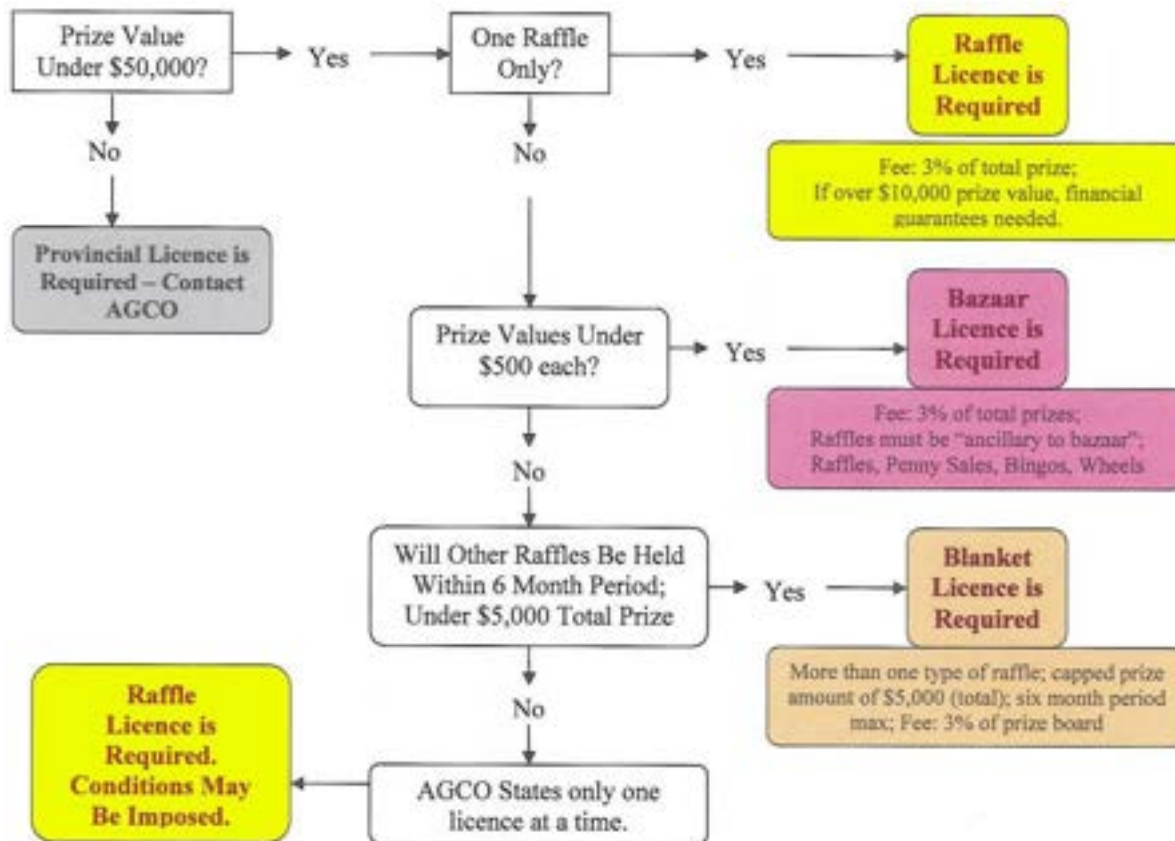 Prize Value
Under $50,000?
Yes
One Raffle
Only?
Yes
Raffle
Licence is
Required
No
No
Fee: 3% of total prize;
If over $10,000 prize value, financial
guarantees needed.
Provincial Licence is
Required – Contact
AGCO
Prize Values Under
$500 each?
Yes
Bazaar
Licence is
Required
Fee: 3% of total prizes;
Raffles must be “ancillary to bazaar”;
Raffles, Penny Sales, Bingos, Wheels
No
Will Other Raffles Be Held
Within 6 Month Period;
Under $5,000 Total Prize
Yes
Blanket
Licence is
Required
More than one type of raffle; capped prize
amount of $5,000 (total); six month period
max; Fee: 3% of prize board
No
Raffle
Licence is
Required.
Conditions May
Be Imposed.
AGCO States only one
licence at a time.